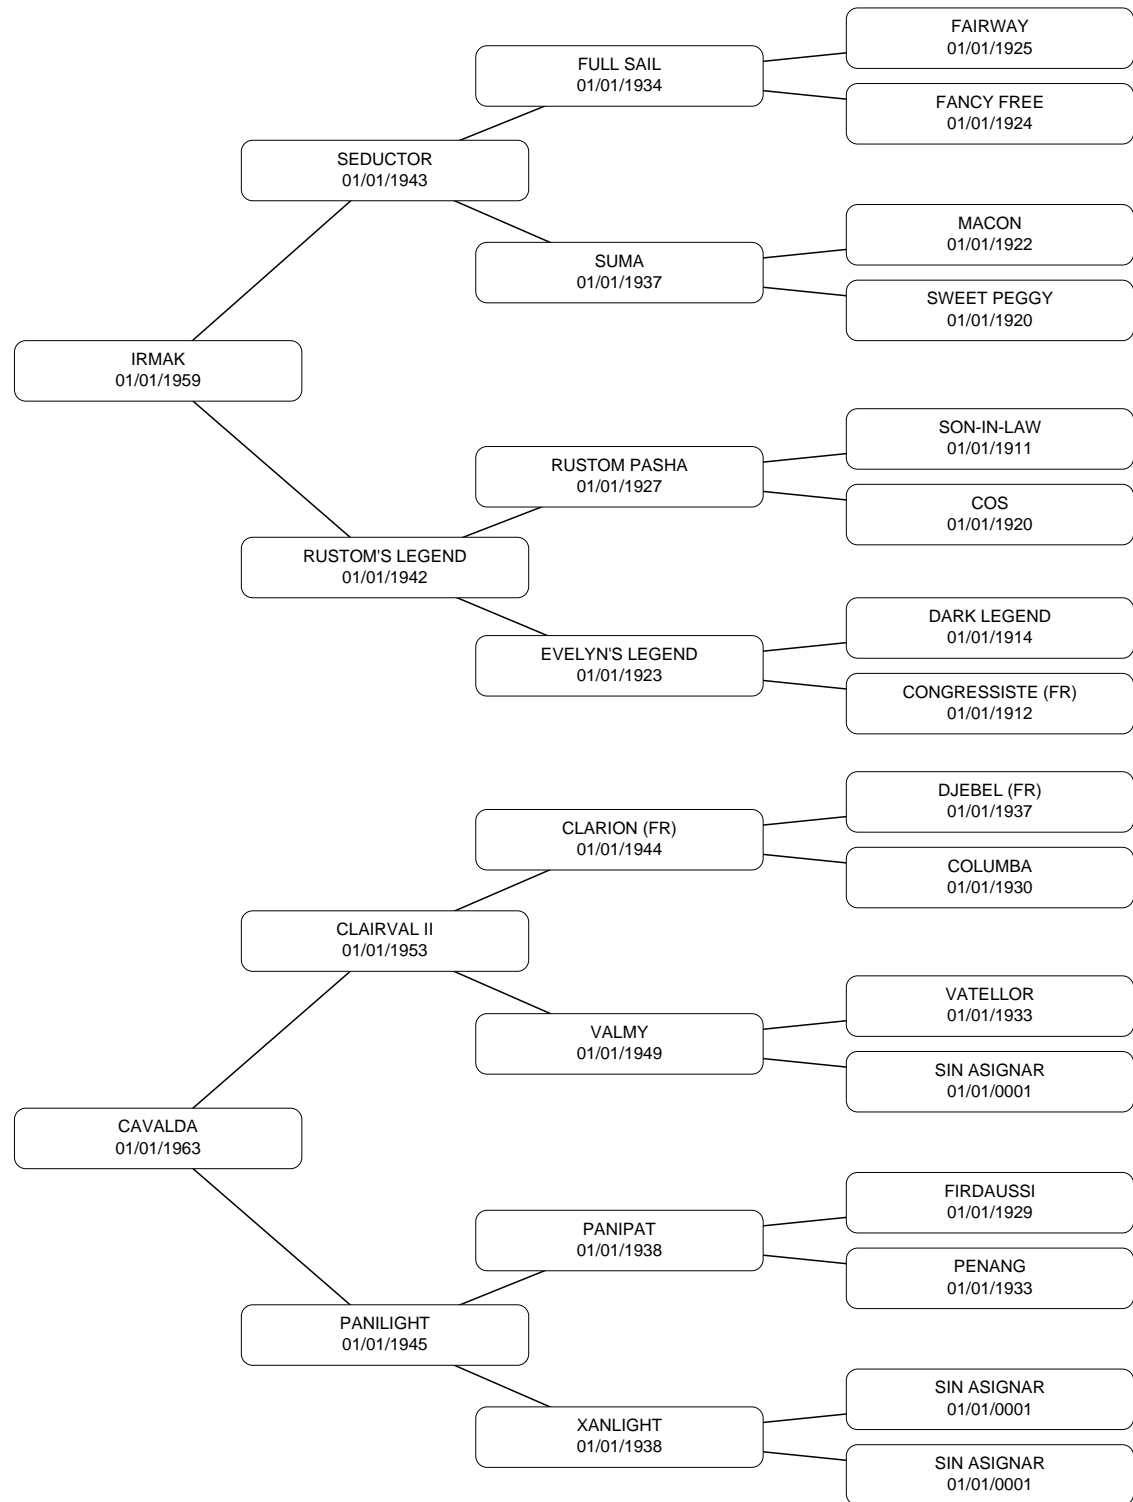 FAIRWAY
01/01/1925
FULL SAIL
01/01/1934
FANCY FREE
01/01/1924
SEDUCTOR
01/01/1943
MACON
01/01/1922
SUMA
01/01/1937
SWEET PEGGY
01/01/1920
IRMAK
01/01/1959
SON-IN-LAW
01/01/1911
RUSTOM PASHA
01/01/1927
COS
01/01/1920
RUSTOM'S LEGEND
01/01/1942
DARK LEGEND
01/01/1914
EVELYN'S LEGEND
01/01/1923
CONGRESSISTE (FR)
01/01/1912
DJEBEL (FR)
01/01/1937
CLARION (FR)
01/01/1944
COLUMBA
01/01/1930
CLAIRVAL II
01/01/1953
VATELLOR
01/01/1933
VALMY
01/01/1949
SIN ASIGNAR
01/01/0001
CAVALDA
01/01/1963
FIRDAUSSI
01/01/1929
PANIPAT
01/01/1938
PENANG
01/01/1933
PANILIGHT
01/01/1945
SIN ASIGNAR
01/01/0001
XANLIGHT
01/01/1938
SIN ASIGNAR
01/01/0001